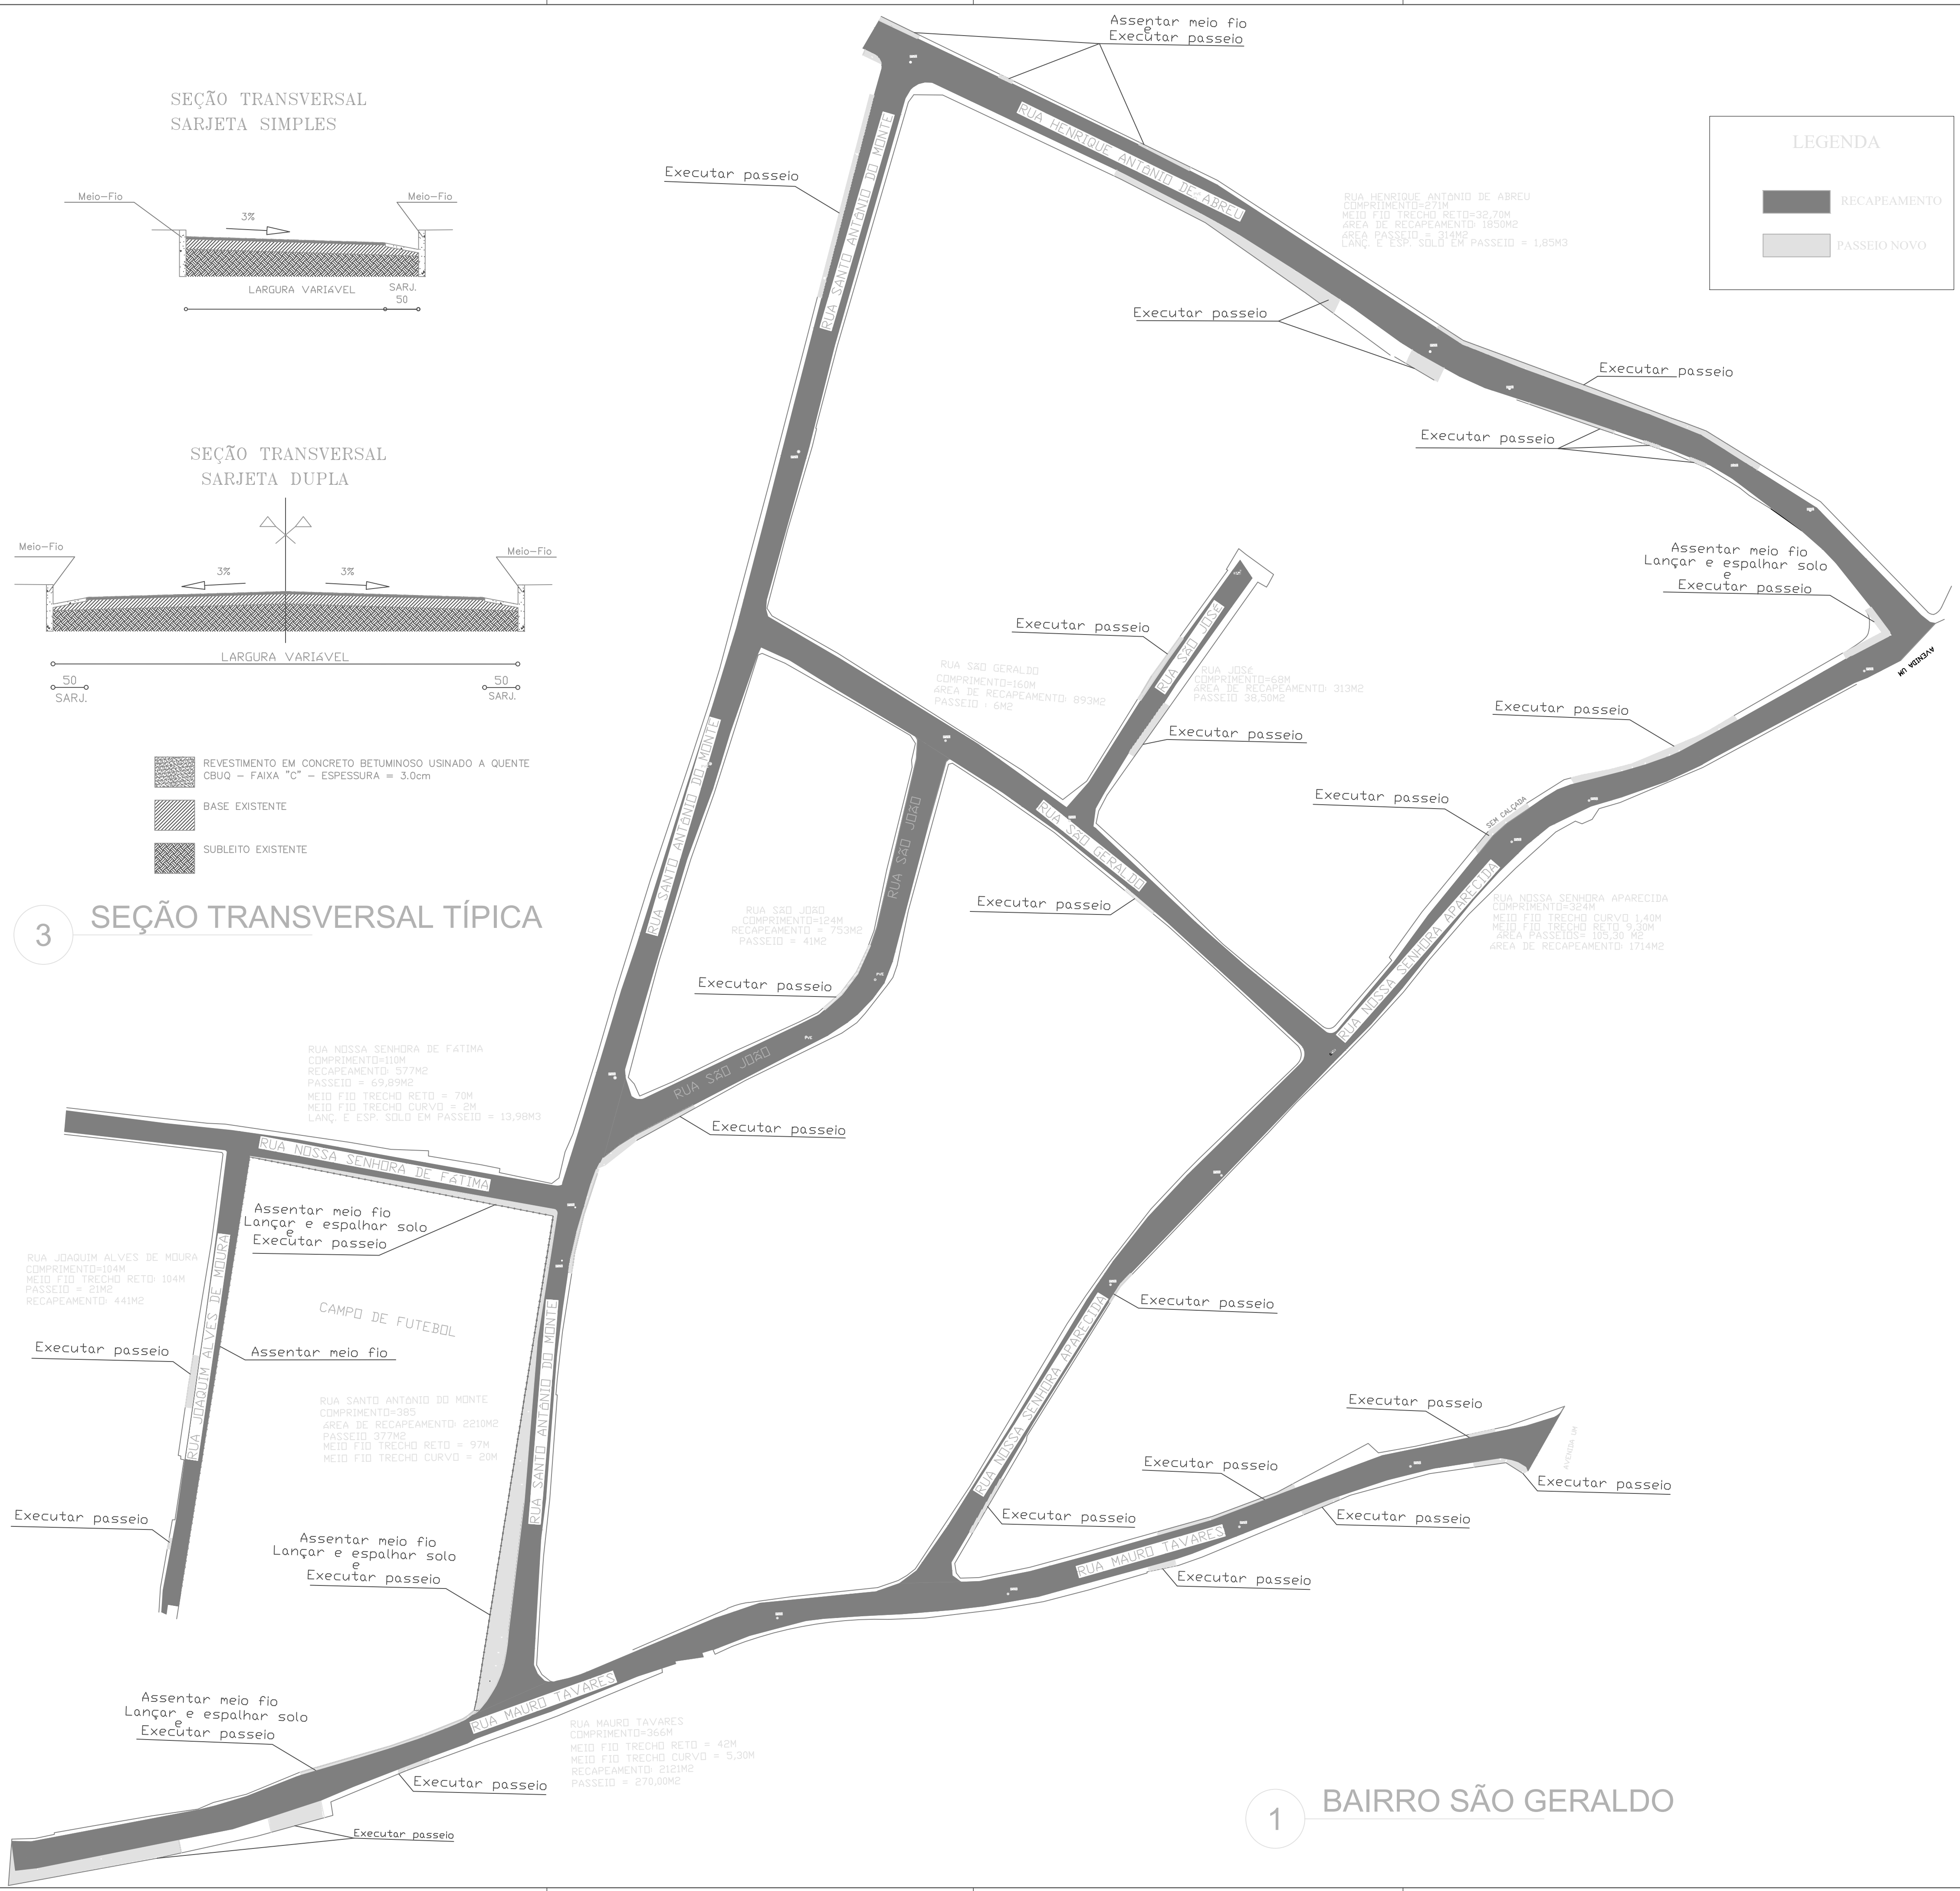 Assentar meio fio
e
Executar passeio
SEÇÃO TRANSVERSAL
SARJETA SIMPLES
Meio-Fio
Meio-Fio
3%
LARGURA VARIÁVEL
SARJ.
50
LEGENDA
RECAPEAMENTO
PASSEIO NOVO
RUA HENRIQUE ANTÔNIO DE ABREU
Executar passeio
RUA SANTO ANTÔNIO DO MONTE
RUA HENRIQUE ANTÔNIO DE ABREU
COMPRIIMENTO=271M
MEIO FIO TRECHO RETO=32,70M
ÁREA DE RECAPEAMENTO: 1850M2
ÁREA PASSEIO = 314M2
LANÇ. E ESP. SOLO EM PASSEIO = 1,85M3
Executar passeio
Executar passeio
Executar passeio
SEÇÃO TRANSVERSAL
SARJETA DUPLA
Meio-Fio
Meio-Fio
3%
3%
LARGURA VARIÁVEL
50
SARJ.
50
SARJ.
Assentar meio fio
Lançar e espalhar solo
e
Executar passeio
AVENIDA UM
Executar passeio
RUA SÃO JOSÉ
RUA SÃO GERALDO
COMPRIMENTO=160M
ÁREA DE RECAPEAMENTO: 893M2
PASSEIO : 6M2
RUA JOSÉ
COMPRIMENTO=68M
ÁREA DE RECAPEAMENTO: 313M2
PASSEIO 38,50M2
Executar passeio
Executar passeio
REVESTIMENTO EM CONCRETO BETUMINOSO USINADO A QUENTE
CBUQ - FAIXA "C" - ESPESSURA = 3.0cm
BASE EXISTENTE
SUBLEITO EXISTENTE
3
SEÇÃO TRANSVERSAL TÍPICA
RUA SANTO ANTÔNIO DO MONTE
RUA SÃO JOÃO
RUA SÃO GERALDO
Executar passeio
Executar passeio
SEM CALÇADA
RUA NOSSA SENHORA APARECIDA
RUA NOSSA SENHORA APARECIDA
COMPRIMENTO=324M
MEIO FIO TRECHO CURVO 1,40M
MEIO FIO TRECHO RETO 9,30M
ÁREA PASSEIOS= 105,30 M2
ÁREA DE RECAPEAMENTO: 1714M2
RUA SÃO JOÃO
COMPRIMENTO=124M
RECAPEAMENTO = 753M2
PASSEIO = 41M2
Executar passeio
RUA SÃO JOÃO
Executar passeio
RUA NOSSA SENHORA DE FÁTIMA
COMPRIMENTO=110M
RECAPEAMENTO: 577M2
PASSEIO = 69,89M2
MEIO FIO TRECHO RETO = 70M
MEIO FIO TRECHO CURVO = 2M
LANÇ. E ESP. SOLO EM PASSEIO = 13,98M3
RUA NOSSA SENHORA DE FÁTIMA
Assentar meio fio
Lançar e espalhar solo
e
Executar passeio
RUA JOAQUIM ALVES DE MOURA
COMPRIMENTO=104M
MEIO FIO TRECHO RETO: 104M
PASSEIO = 21M2
RECAPEAMENTO: 441M2
RUA JOAQUIM ALVES DE MOURA
CAMPO DE FUTEBOL
Executar passeio
Assentar meio fio
RUA SANTO ANTÔNIO DO MONTE
COMPRIMENTO=385
ÁREA DE RECAPEAMENTO: 2210M2
PASSEIO 377M2
MEIO FIO TRECHO RETO = 97M
MEIO FIO TRECHO CURVO = 20M
RUA SANTO ANTÔNIO DO MONTE
Executar passeio
RUA NOSSA SENHORA APARECIDA
Executar passeio
Executar passeio
AVENIDA UM
Executar passeio
Executar passeio
Executar passeio
Executar passeio
Executar passeio
RUA MAURO TAVARES
Assentar meio fio
Lançar e espalhar solo
e
Executar passeio
RUA MAURO TAVARES
Assentar meio fio
Lançar e espalhar solo
e
Executar passeio
RUA MAURO TAVARES
COMPRIMENTO=366M
MEIO FIO TRECHO RETO = 42M
MEIO FIO TRECHO CURVO = 5,30M
RECAPEAMENTO: 2121M2
PASSEIO = 270,00M2
Executar passeio
Executar passeio
1
BAIRRO SÃO GERALDO